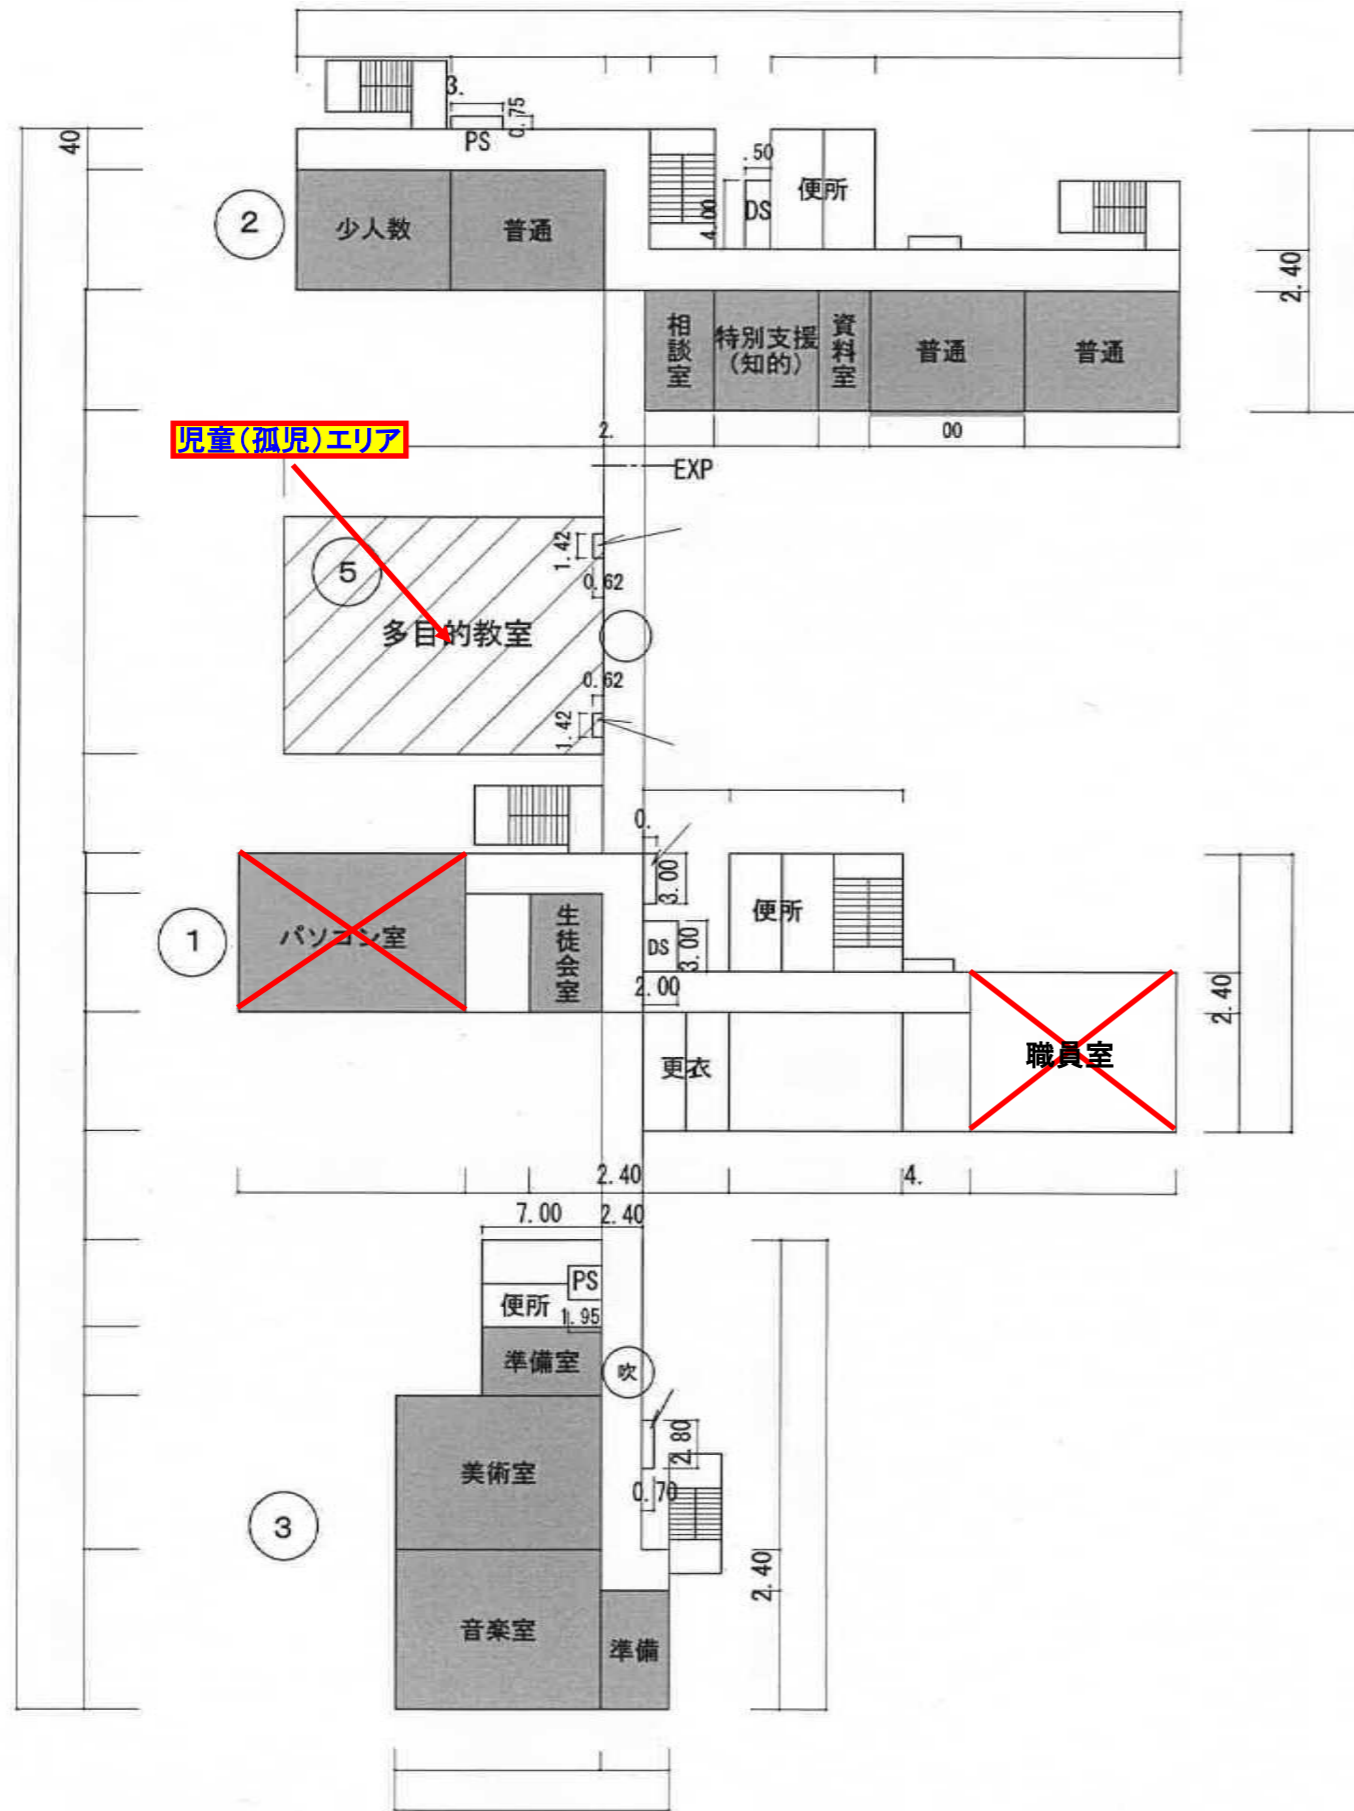 3.
0.75
40
PS
.50
便所
②
少人数
普通
4.00
DS
2.40
相談室
特別支援
(知的)
資料室
普通
普通
児童(孤児)エリア
2.
00
EXP
⑤
1.42
0.62
多目的教室
0.62
1.42
0.
3.00
①
パソコン室
生徒会室
便所
DS
3.00
2.00
2.40
更衣
職員室
2.40
4.
7.00
2.40
PS
便所
1.95
準備室
吹
美術室
2.80
0.70
③
2.40
音楽室
準備